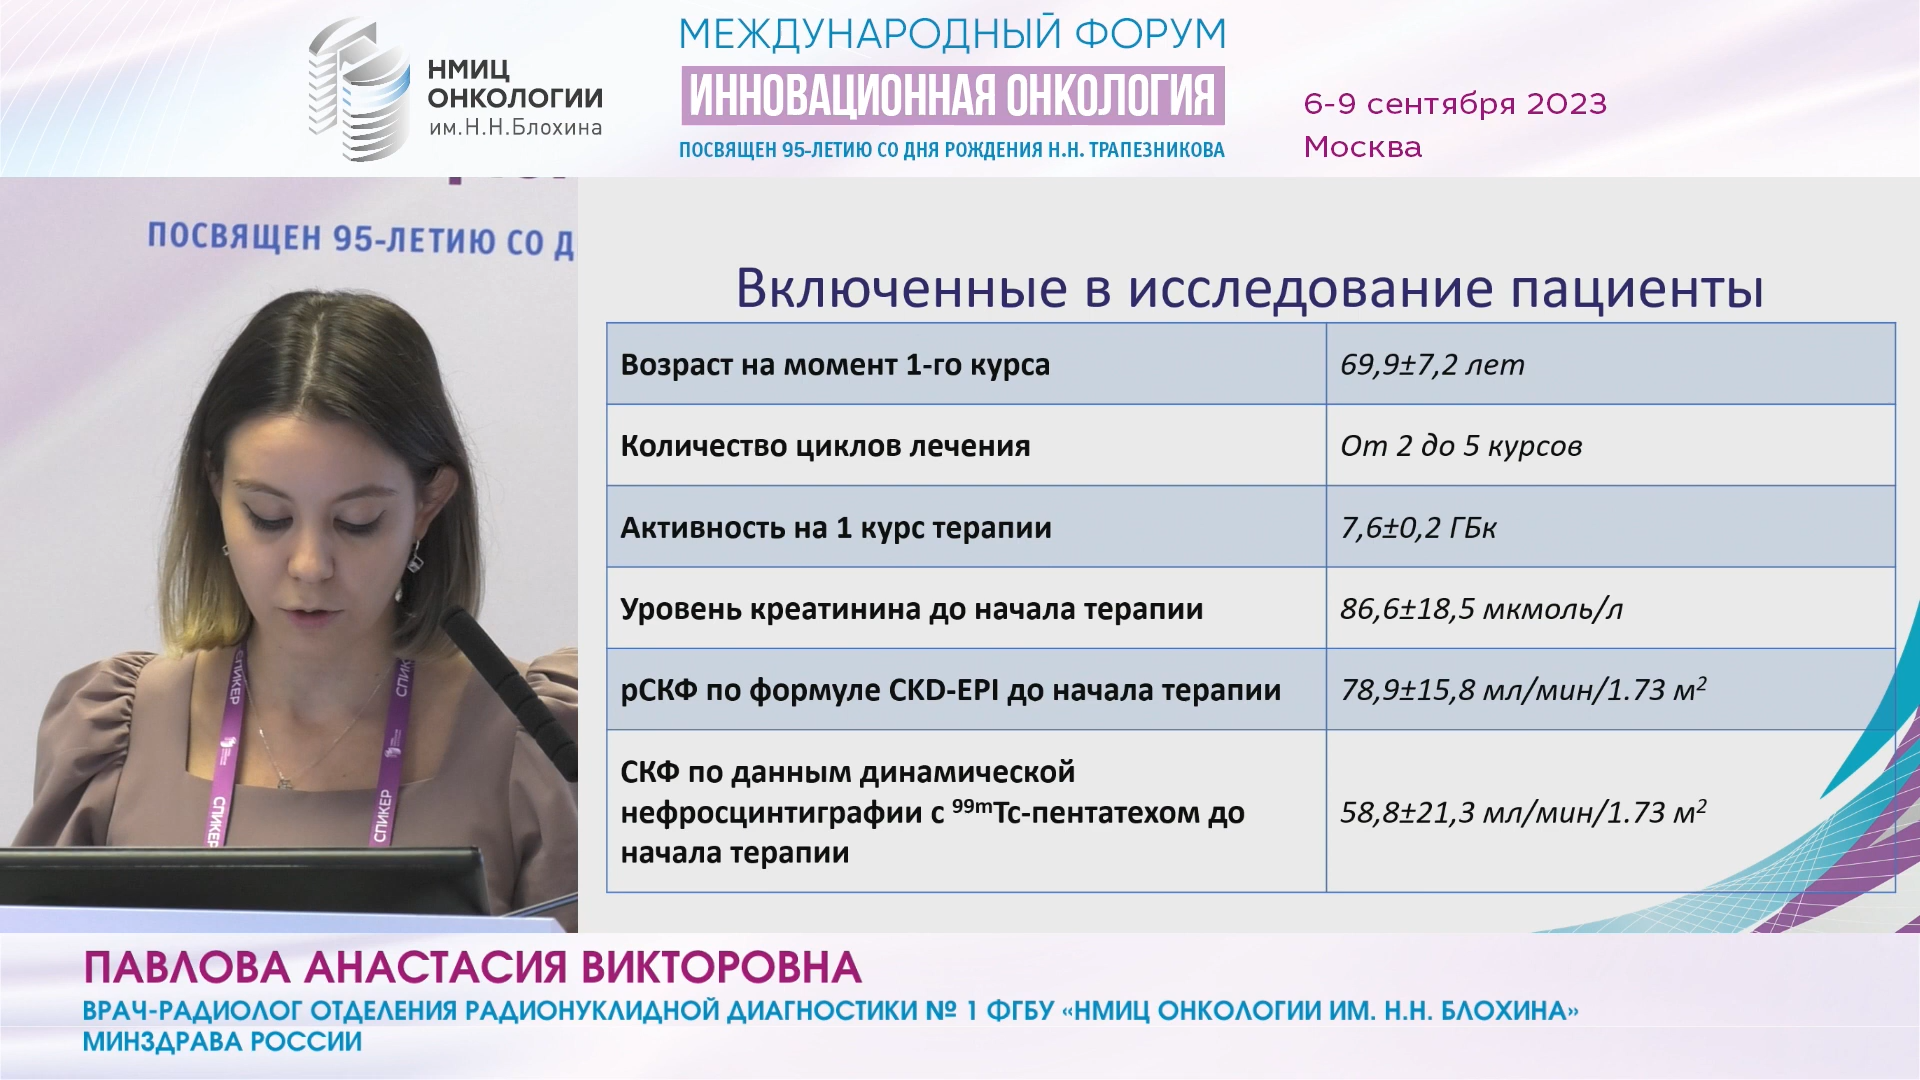 НМИЦ
ОНКОЛОГИИ
им.Н.Н.Блохина
МЕЖДУНАРОДНЫЙ ФОРУМ
ИННОВАЦИОННАЯ ОНКОЛОГИЯ
ПОСВЯЩЕН 95-ЛЕТИЮ СО ДНЯ РОЖДЕНИЯ Н.Н. ТРАПЕЗНИКОВА
6-9 сентября 2023
Москва
ПОСВЯЩЕН 95-ЛЕТИЮ СО Д
СПИКЕР
СПИКЕР
СПИКЕР
Включенные в исследование пациенты
Возраст на момент 1-го курса
69,9±7,2 лет
Количество циклов лечения
От 2 до 5 курсов
Активность на 1 курс терапии
7,6±0,2 ГБк
Уровень креатинина до начала терапии
86,6±18,5 мкмоль/л
рСКФ по формуле CKD-EPI до начала терапии
78,9±15,8 мл/мин/1.73 м²
СКФ по данным динамической
нефросцинтиграфии с ⁹⁹ᵐТс-пентатехом до
начала терапии
58,8±21,3 мл/мин/1.73 м²
ПАВЛОВА АНАСТАСИЯ ВИКТОРОВНА
ВРАЧ-РАДИОЛОГ ОТДЕЛЕНИЯ РАДИОНУКЛИДНОЙ ДИАГНОСТИКИ № 1 ФГБУ «НМИЦ ОНКОЛОГИИ ИМ. Н.Н. БЛОХИНА»
МИНЗДРАВА РОССИИ